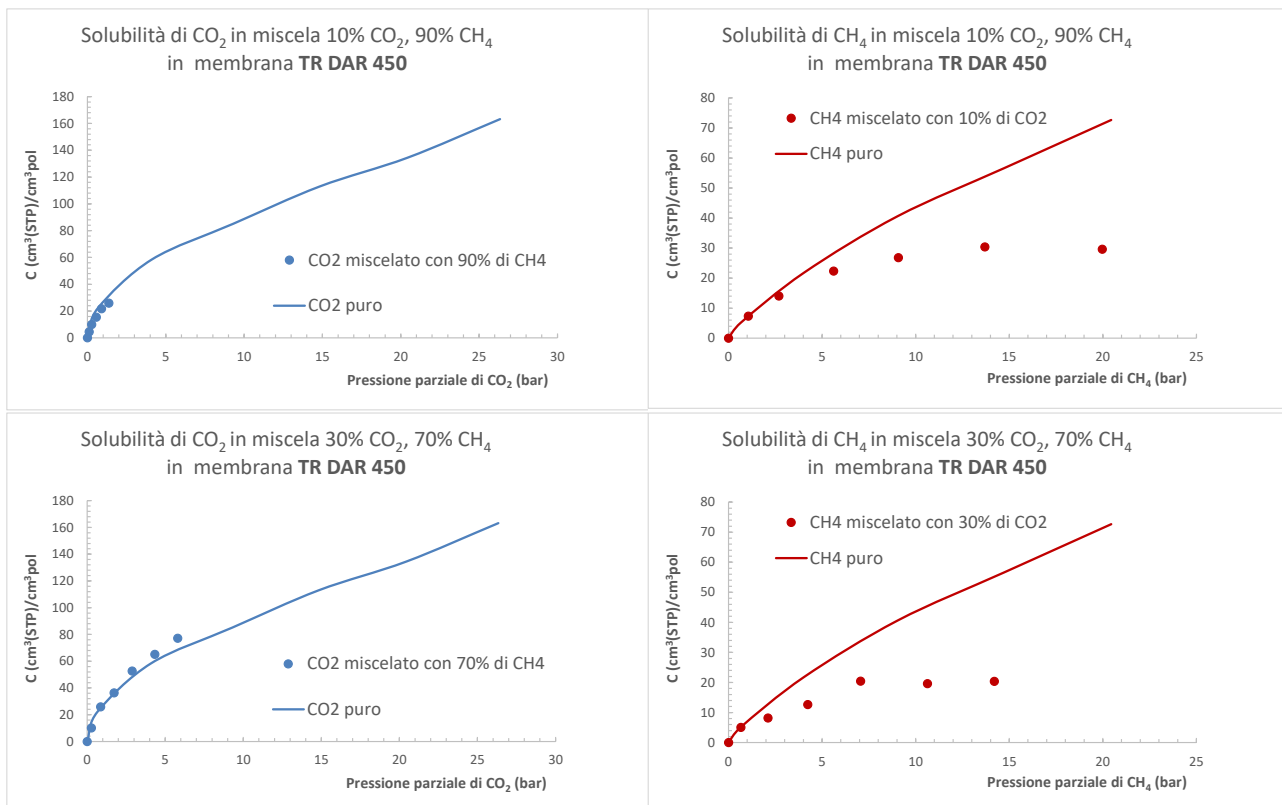 Solubilità di CO₂ in miscela 10% CO₂, 90% CH₄
in membrana TR DAR 450
C (cm³(STP)/cm³pol
180
160
140
120
100
80
60
40
20
0
CO2 miscelato con 90% di CH4
CO2 puro
0 5 10 15 20 25 30
Pressione parziale di CO₂ (bar)
Solubilità di CH₄ in miscela 10% CO₂, 90% CH₄
in membrana TR DAR 450
C (cm³(STP)/cm³pol
80
70
60
50
40
30
20
10
0
CH4 miscelato con 10% di CO2
CH4 puro
0 5 10 15 20 25
Pressione parziale di CH₄ (bar)
Solubilità di CO₂ in miscela 30% CO₂, 70% CH₄
in membrana TR DAR 450
C (cm³(STP)/cm³pol
180
160
140
120
100
80
60
40
20
0
CO2 miscelato con 70% di CH4
CO2 puro
0 5 10 15 20 25 30
Pressione parziale di CO₂ (bar)
Solubilità di CH₄ in miscela 30% CO₂, 70% CH₄
in membrana TR DAR 450
C (cm³(STP)/cm³pol
80
70
60
50
40
30
20
10
0
CH4 miscelato con 30% di CO2
CH4 puro
0 5 10 15 20 25
Pressione parziale di CH₄ (bar)